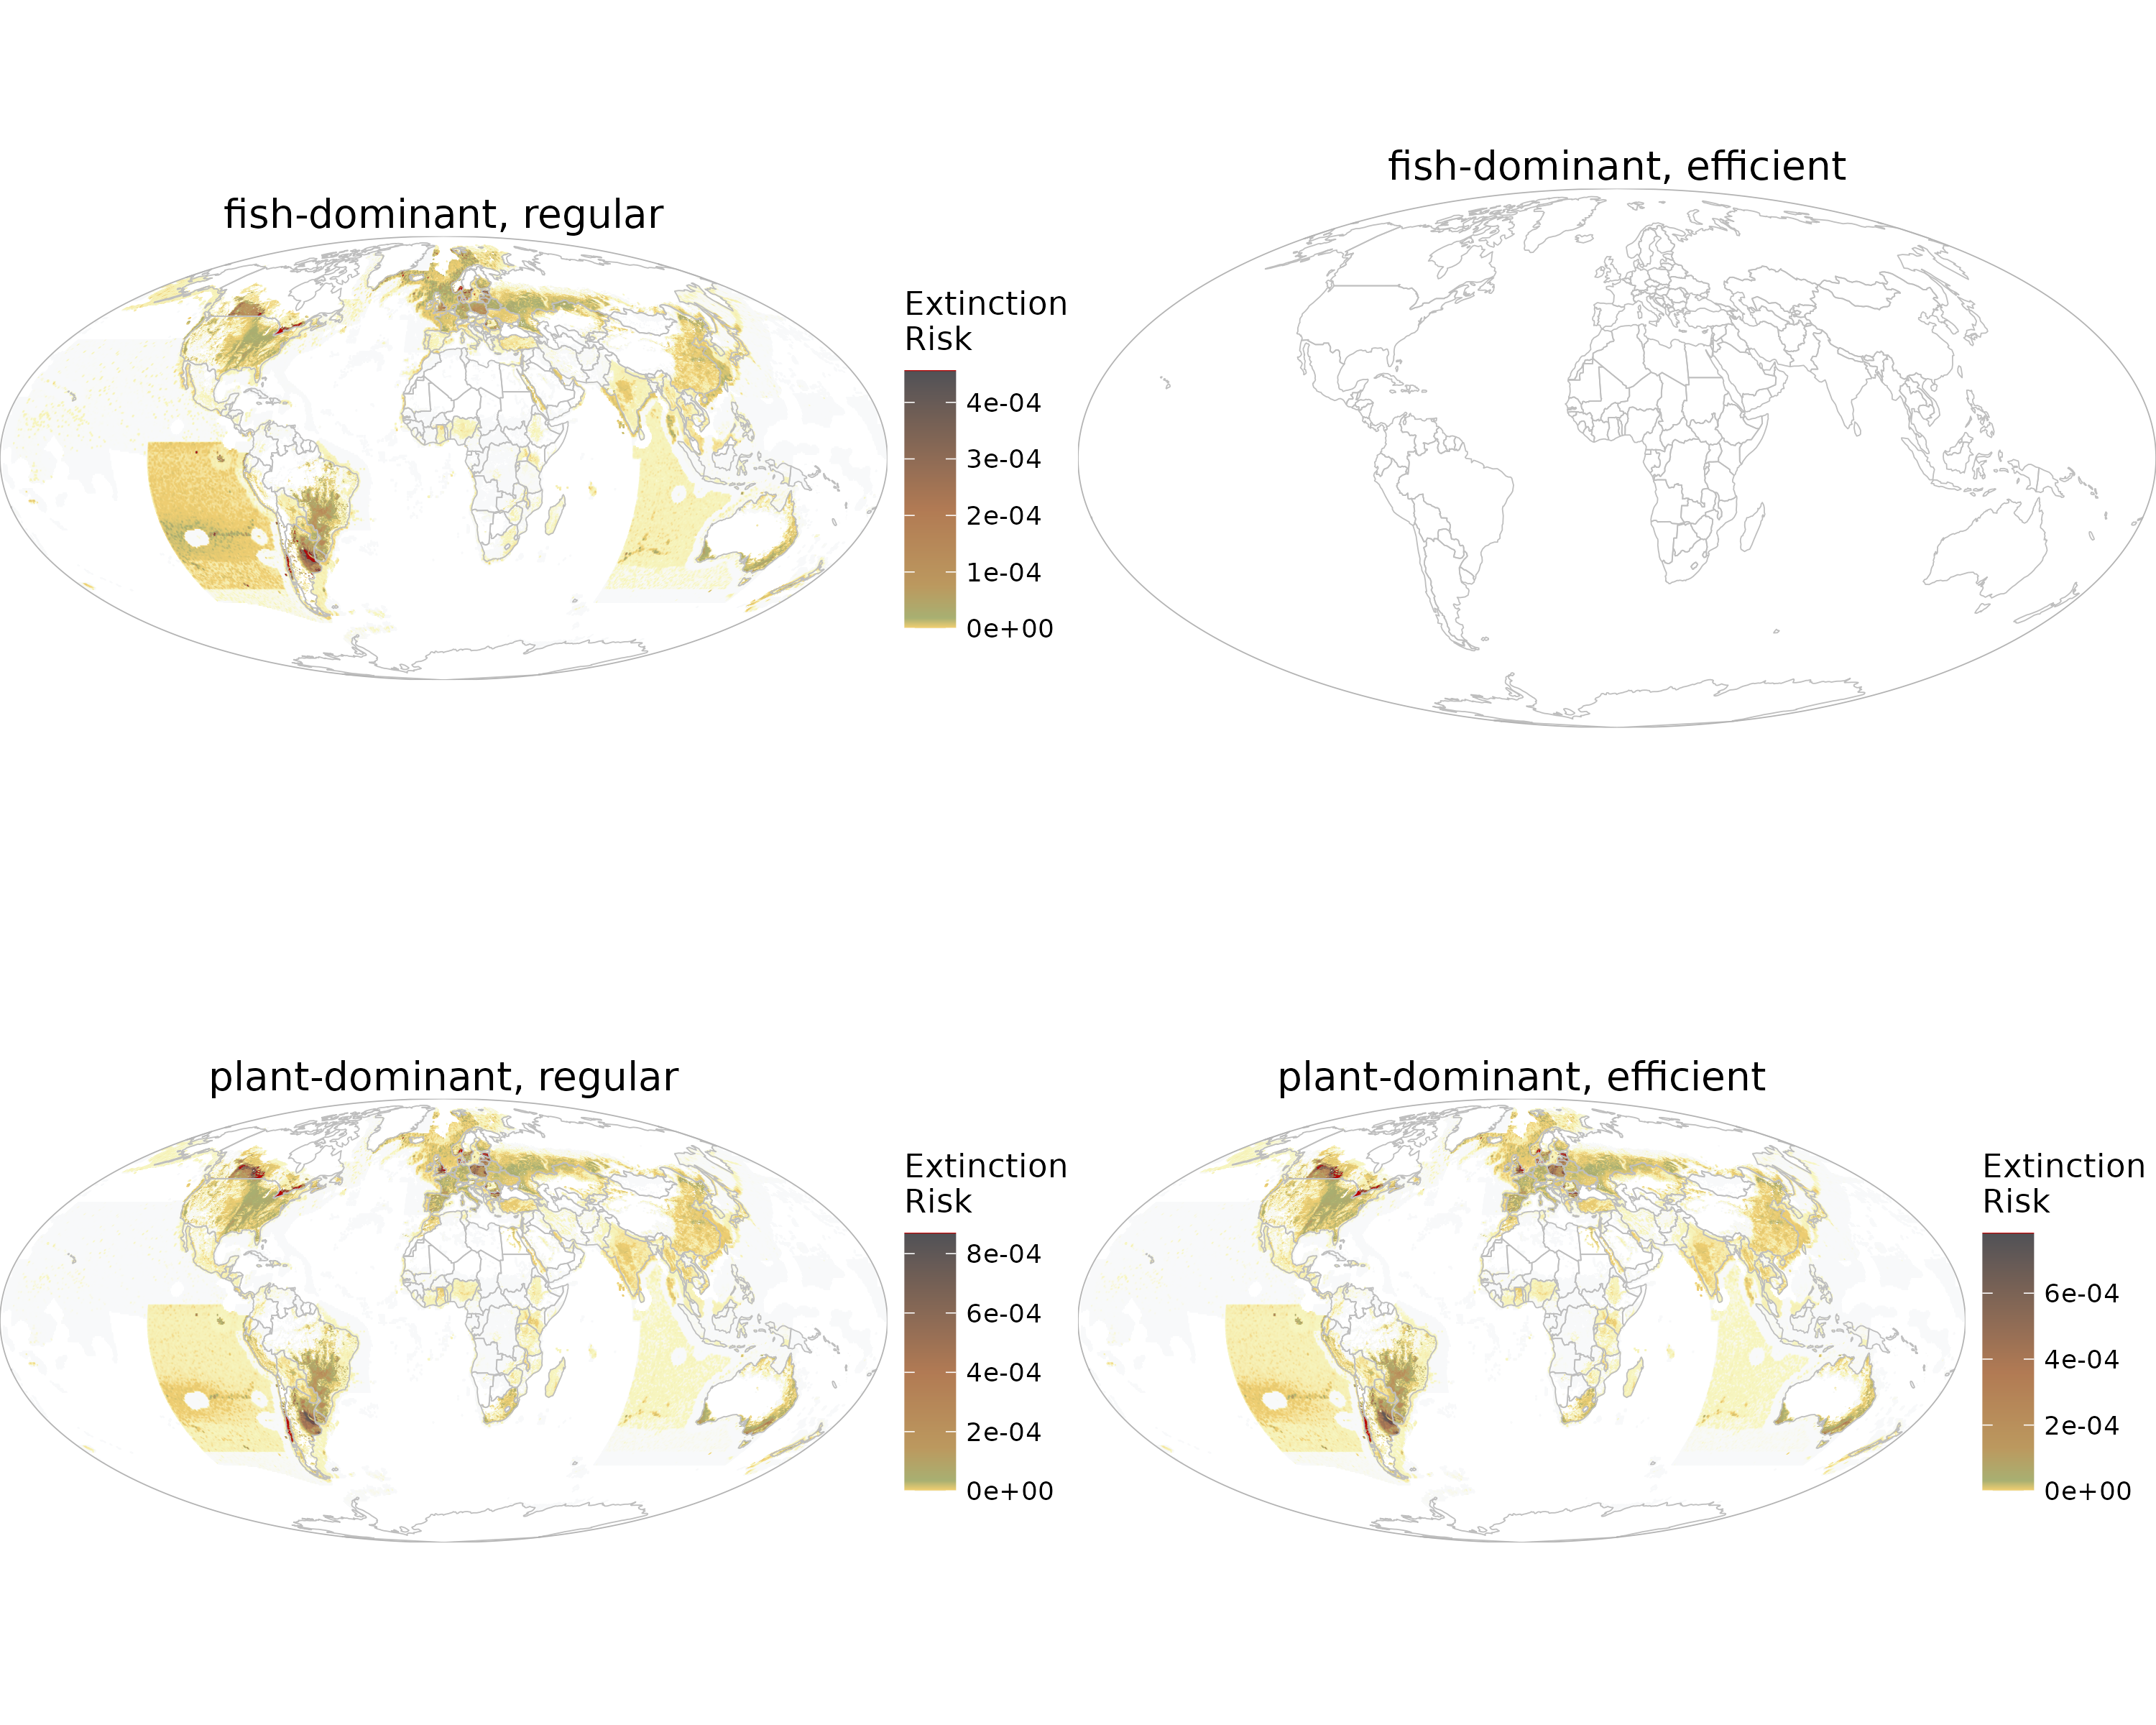 fish-dominant, regular
Extinction
Risk
4e-04
3e-04
2e-04
1e-04
0e+00
fish-dominant, efficient
plant-dominant, regular
Extinction
Risk
8e-04
6e-04
4e-04
2e-04
0e+00
plant-dominant, efficient
Extinction
Risk
6e-04
4e-04
2e-04
0e+00